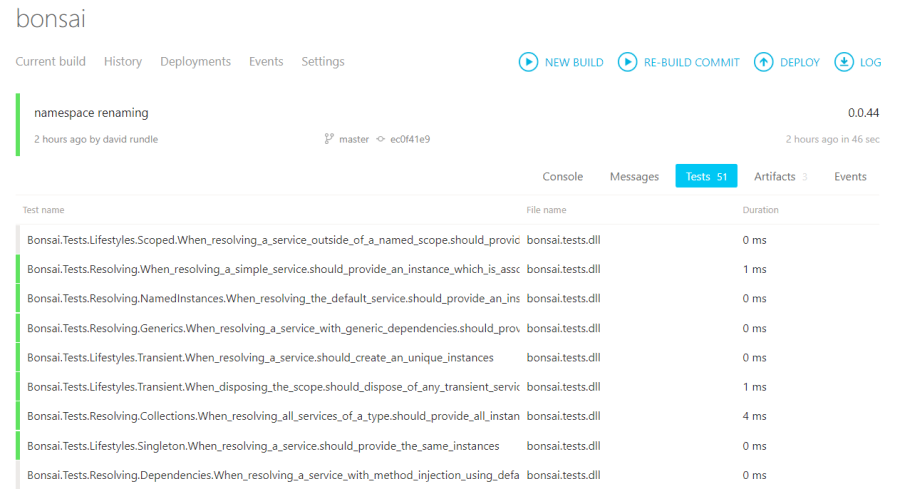 bonsai
Current build History Deployments Events Settings NEW BUILD RE-BUILD COMMIT DEPLOY LOG
namespace renaming 0.0.44
2 hours ago by david rundle master ec0f41e9 2 hours ago in 46 sec
Console Messages Tests 51 Artifacts 3 Events
Test name File name Duration
Bonsai.Tests.Lifestyles.Scoped.When_resolving_a_service_outside_of_a_named_scope.should_provid bonsai.tests.dll 0 ms
Bonsai.Tests.Resolving.When_resolving_a_simple_service.should_provide_an_instance_which_is_asso bonsai.tests.dll 1 ms
Bonsai.Tests.Resolving.NamedInstances.When_resolving_the_default_service.should_provide_an_ins bonsai.tests.dll 0 ms
Bonsai.Tests.Resolving.Generics.When_resolving_a_service_with_generic_dependencies.should_prov bonsai.tests.dll 0 ms
Bonsai.Tests.Lifestyles.Transient.When_resolving_a_service.should_create_an_unique_instances bonsai.tests.dll 0 ms
Bonsai.Tests.Lifestyles.Transient.When_disposing_the_scope.should_dispose_of_any_transient_servic bonsai.tests.dll 1 ms
Bonsai.Tests.Resolving.Collections.When_resolving_all_services_of_a_type.should_provide_all_instan bonsai.tests.dll 4 ms
Bonsai.Tests.Lifestyles.Singleton.When_resolving_a_service.should_provide_the_same_instances bonsai.tests.dll 0 ms
Bonsai.Tests.Resolving.Dependencies.When_resolving_a_service_with_method_injection_using_defa bonsai.tests.dll 0 ms